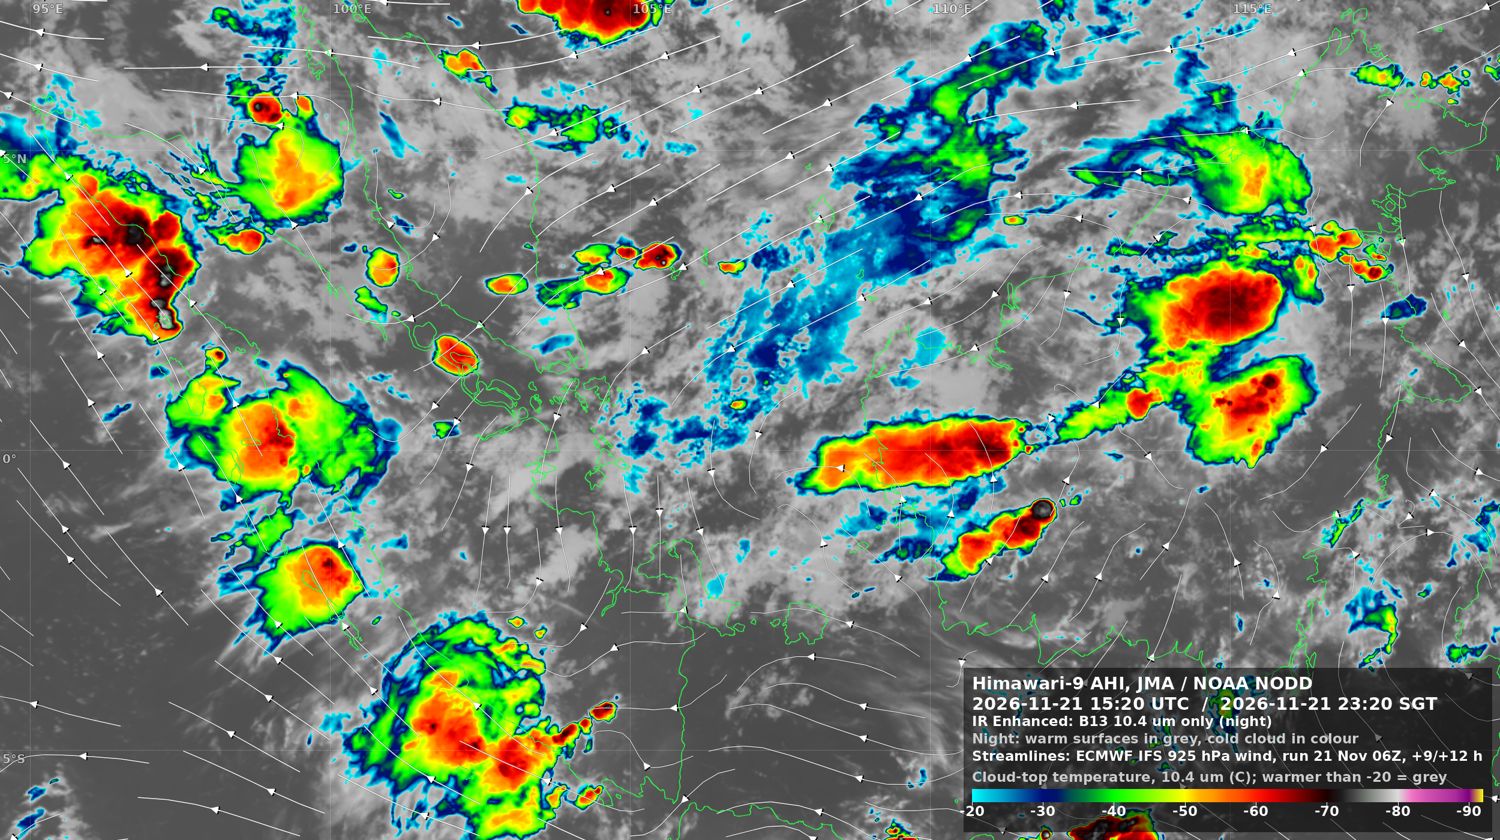 95°E 100°E 105°E 110°E 115°E
5°N
0°
5°S
Himawari-9 AHI, JMA / NOAA NODD
2026-11-21 15:20 UTC / 2026-11-21 23:20 SGT
IR Enhanced: B13 10.4 um only (night)
Night: warm surfaces in grey, cold cloud in colour
Streamlines: ECMWF IFS 925 hPa wind, run 21 Nov 06Z, +9/+12 h
Cloud-top temperature, 10.4 um (C); warmer than -20 = grey
-20 -30 -40 -50 -60 -70 -80 -90